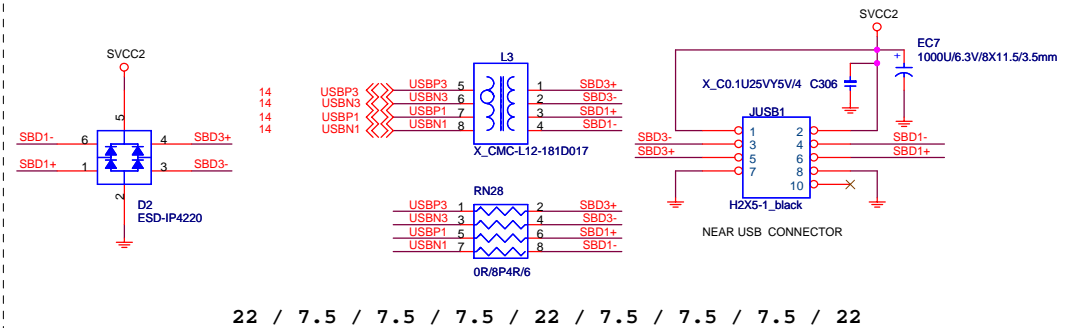 SVCC2
5
SBD1-
6
4
SBD3+
SBD1+
1
3
SBD3-
2
D2
ESD-IP4220
L3
14
USBP3
USBP3
5
1
SBD3+
14
USBN3
USBN3
6
2
SBD3-
14
USBP1
USBP1
7
3
SBD1+
14
USBN1
USBN1
8
4
SBD1-
X_CMC-L12-181D017
RN28
USBP3
1
2
SBD3+
USBN3
3
4
SBD3-
USBP1
5
6
SBD1+
USBN1
7
8
SBD1-
0R/8P4R/6
SVCC2
EC7
1000U/6.3V/8X11.5/3.5mm
+
X_C0.1U25VY5V/4 C306
JUSB1
1
2
SBD3-
3
4
SBD1-
SBD3+
5
6
SBD1+
7
8
10
H2X5-1_black
NEAR USB CONNECTOR
22 / 7.5 / 7.5 / 7.5 / 22 / 7.5 / 7.5 / 7.5 / 22